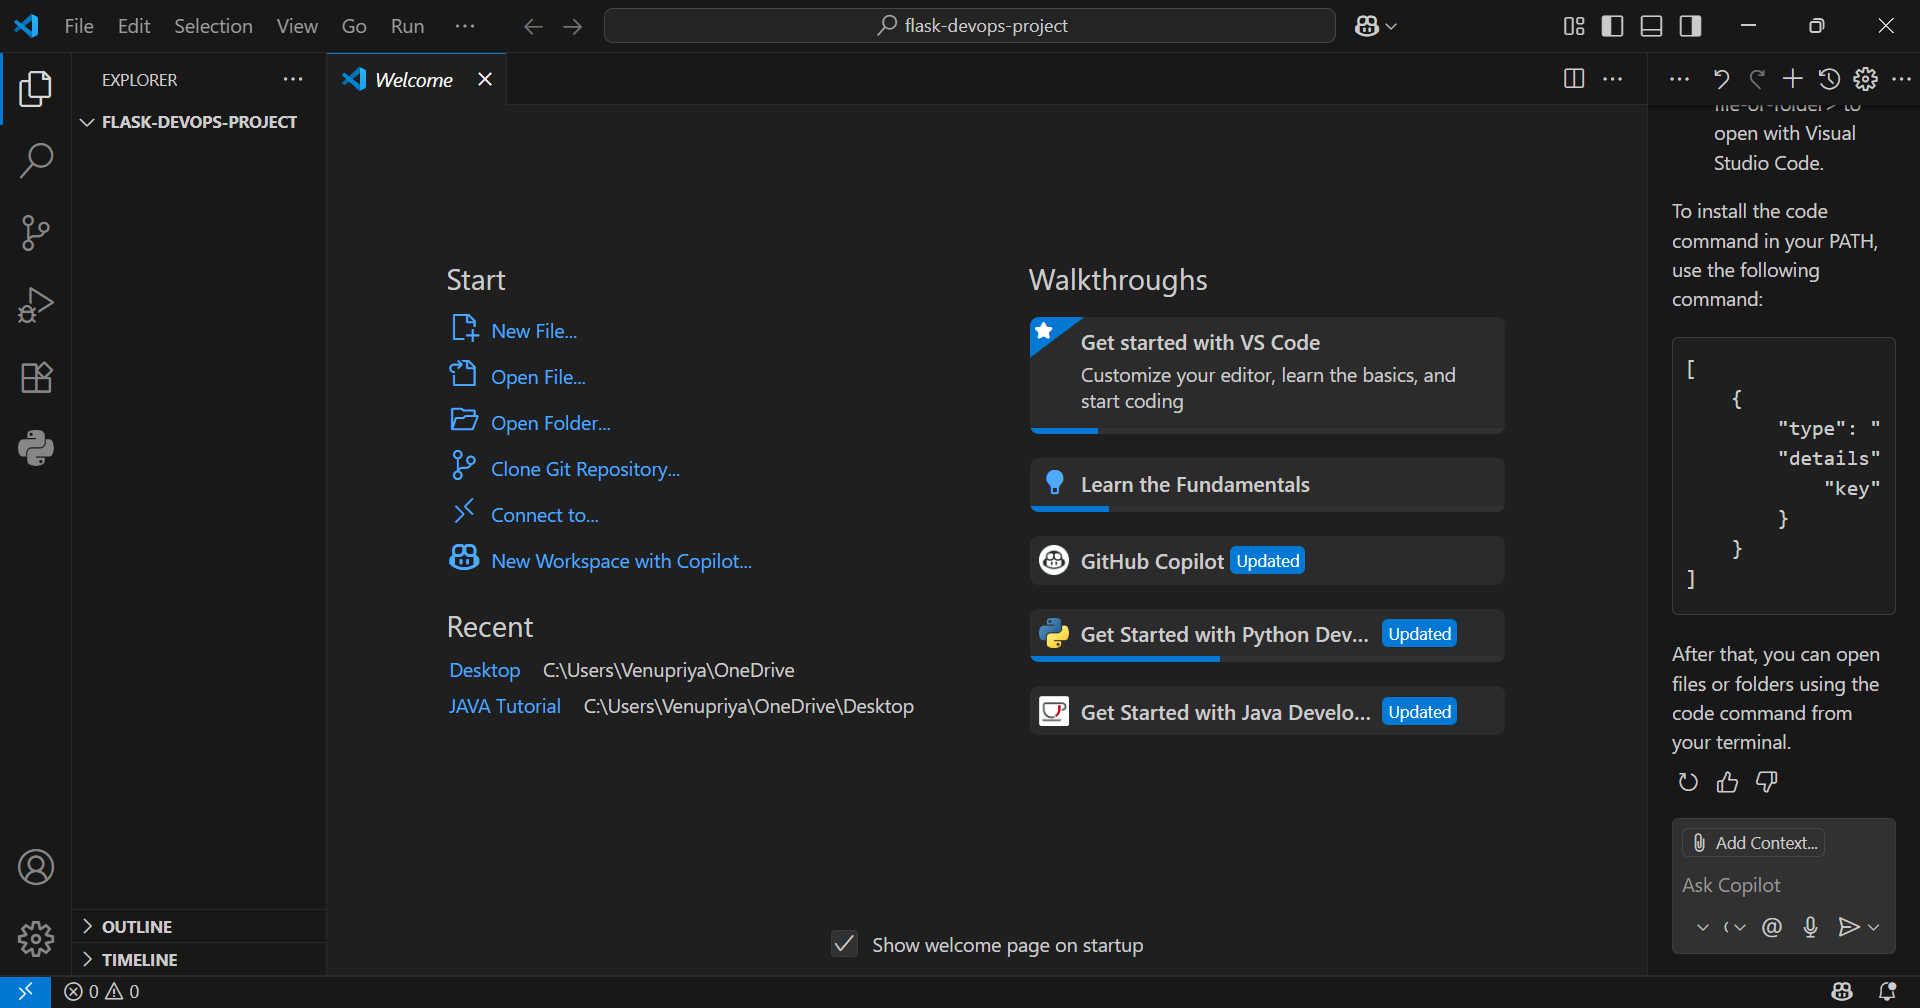 File Edit Selection View Go Run ···
flask-devops-project
EXPLORER
FLASK-DEVOPS-PROJECT
OUTLINE
TIMELINE
Welcome
Start
New File...
Open File...
Open Folder...
Clone Git Repository...
Connect to...
New Workspace with Copilot...
Recent
Desktop C:\Users\Venupriya\OneDrive
JAVA Tutorial C:\Users\Venupriya\OneDrive\Desktop
Walkthroughs
Get started with VS Code
Customize your editor, learn the basics, and
start coding
Learn the Fundamentals
GitHub Copilot Updated
Get Started with Python Dev... Updated
Get Started with Java Develo... Updated
Show welcome page on startup
file-or-folder> to
open with Visual
Studio Code.
To install the code
command in your PATH,
use the following
command:
[
{
"type": "
"details"
"key"
}
}
]
After that, you can open
files or folders using the
code command from
your terminal.
Add Context...
Ask Copilot
@
0 0